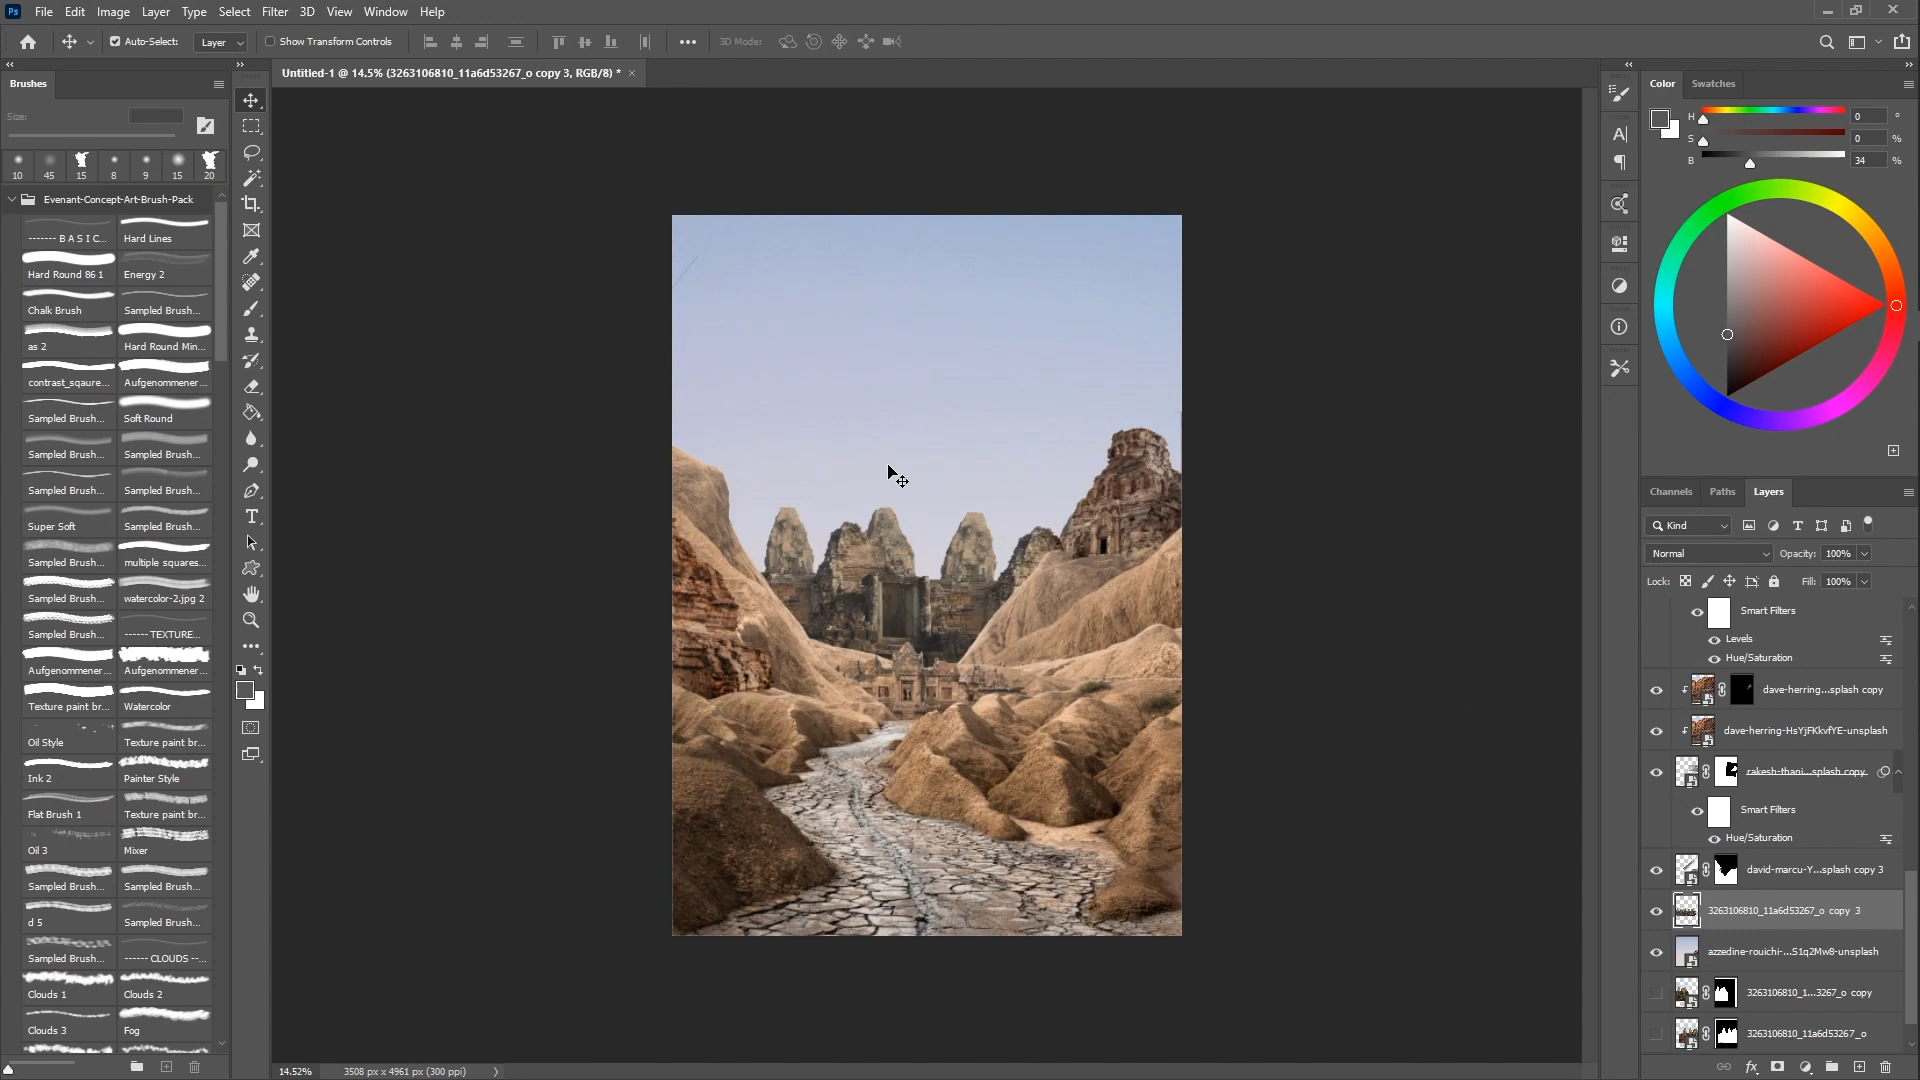 Ps File Edit Image Layer Type Select Filter 3D View Window Help
Auto-Select: Layer Show Transform Controls 3D Mode:
Brushes
Untitled-1 @ 14.5% (3263106810_11a6d53267_o copy 3, RGB/8) *
Size:
10 45 15 8 9 15 20
Evenant-Concept-Art-Brush-Pack
------- B A S I C... Hard Lines
Hard Round 86 1 Energy 2
Chalk Brush Sampled Brush...
as 2 Hard Round Min...
contrast_sqaure... Aufgenommener...
Sampled Brush... Soft Round
Sampled Brush... Sampled Brush...
Sampled Brush... Sampled Brush...
Super Soft Sampled Brush...
Sampled Brush... multiple squares...
Sampled Brush... watercolor-2.jpg 2
Sampled Brush... ------ TEXTURE...
Aufgenommener... Aufgenommener...
Texture paint br... Watercolor
Oil Style Texture paint br...
Ink 2 Painter Style
Flat Brush 1 Texture paint br...
Oil 3 Mixer
Sampled Brush... Sampled Brush...
d 5 Sampled Brush...
Sampled Brush... ------ CLOUDS --...
Clouds 1 Clouds 2
Clouds 3 Fog
14.52% 3508 px x 4961 px (300 ppi)
Color Swatches
H 0 °
S 0 %
B 34 %
Channels Paths Layers
Kind
Normal Opacity: 100%
Lock: Fill: 100%
Smart Filters
Levels
Hue/Saturation
dave-herring...splash copy
dave-herring-HsYjFKkvfYE-unsplash
rakesh-thani...splash copy
Smart Filters
Hue/Saturation
david-marcu-Y...splash copy 3
3263106810_11a6d53267_o copy 3
azzedine-rouichi-...S1q2Mw8-unsplash
3263106810_1...3267_o copy
3263106810_11a6d53267_o
fx